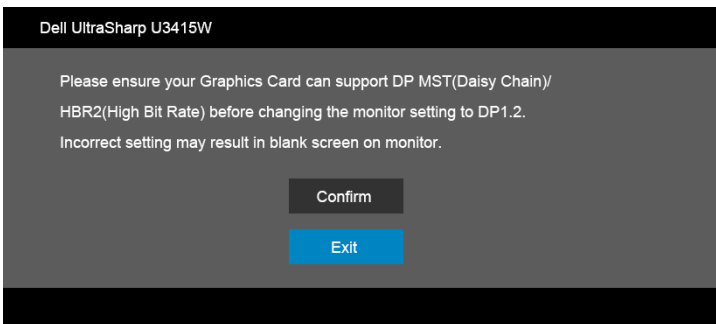 Dell UltraSharp U3415W
Please ensure your Graphics Card can support DP MST(Daisy Chain)/
HBR2(High Bit Rate) before changing the monitor setting to DP1.2.
Incorrect setting may result in blank screen on monitor.
Confirm
Exit